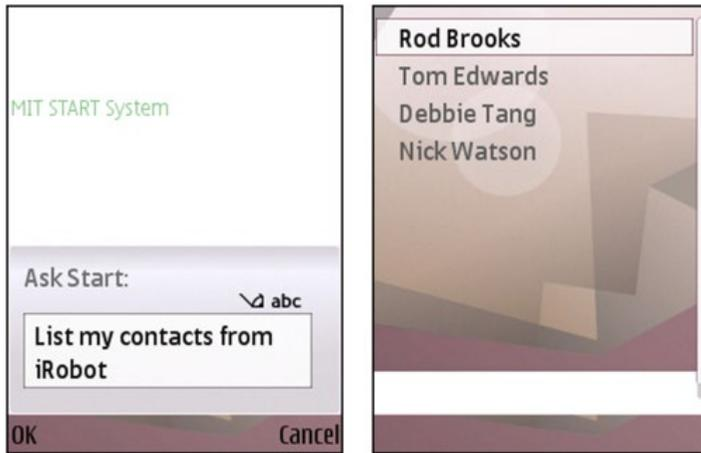 MIT START System
Ask Start:
abc
List my contacts from
iRobot
OK Cancel
Rod Brooks
Tom Edwards
Debbie Tang
Nick Watson